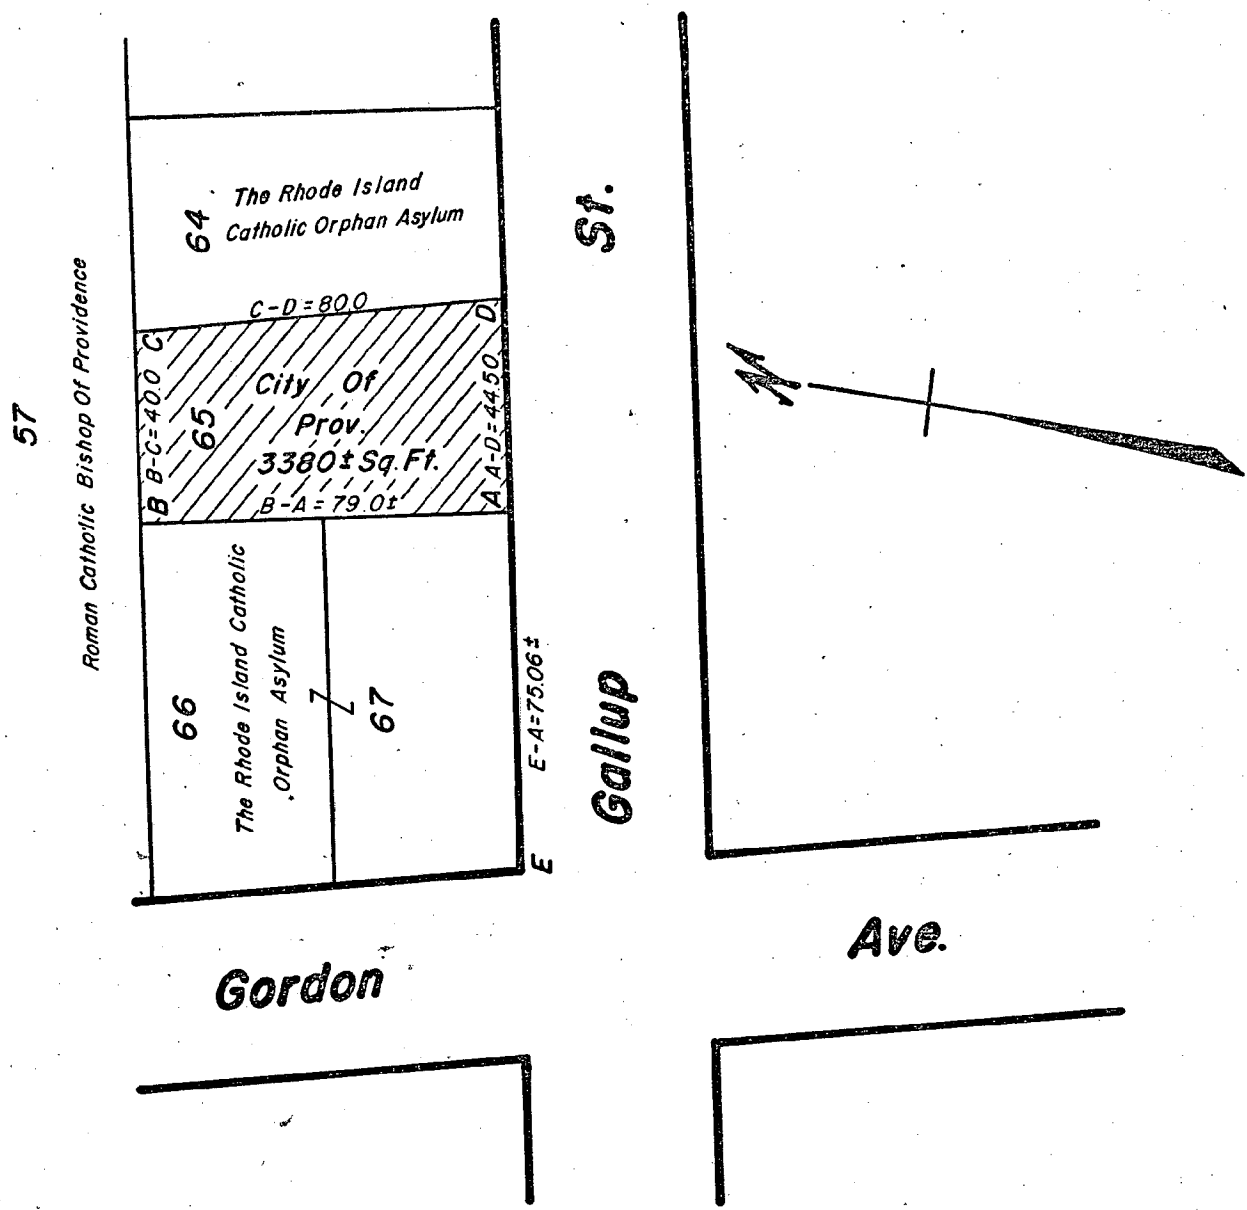 The Rhode Island
Catholic Orphan Asylum
64
St.
C-D = 80.0
C
D
Roman Catholic Bishop Of Providence
57
B-C = 40.0
65
City Of
Prov.
3380± Sq. Ft.
A-D = 44.50
B
B-A = 79.0±
A
N
The Rhode Island Catholic
Orphan Asylum
66
67
E-A = 75.06±
E
Gallup
Gordon
Ave.